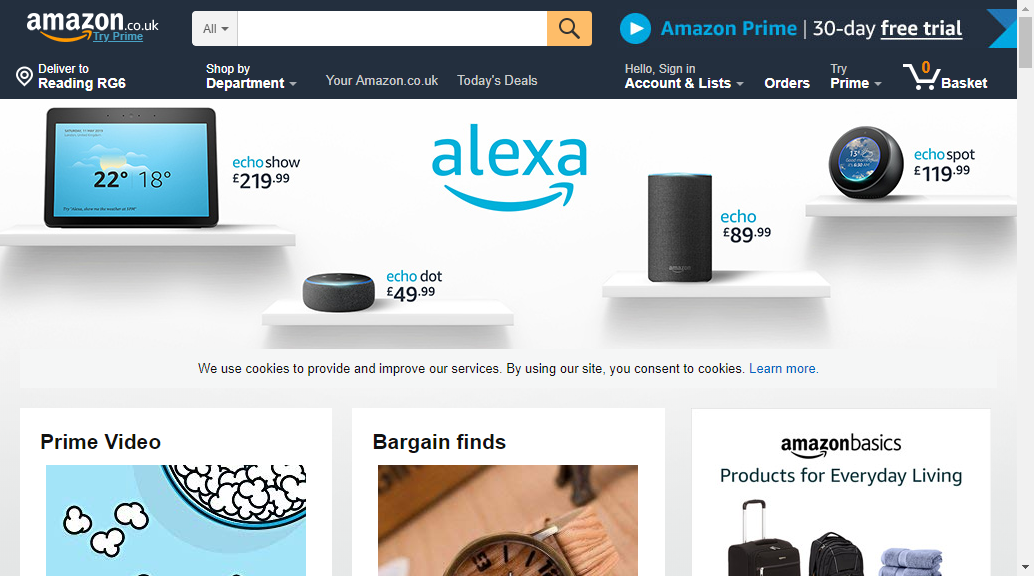 amazon.co.uk
Try Prime
All
Amazon Prime | 30-day free trial
Deliver to
Reading RG6
Shop by
Department
Your Amazon.co.uk
Today's Deals
Hello, Sign in
Account & Lists
Orders
Try
Prime
0
Basket
22° 18°
echo show
£219.99
alexa
echo spot
£119.99
13°
amazon
echo
£89.99
echo dot
£49.99
We use cookies to provide and improve our services. By using our site, you consent to cookies. Learn more.
Prime Video
Bargain finds
amazonbasics
Products for Everyday Living